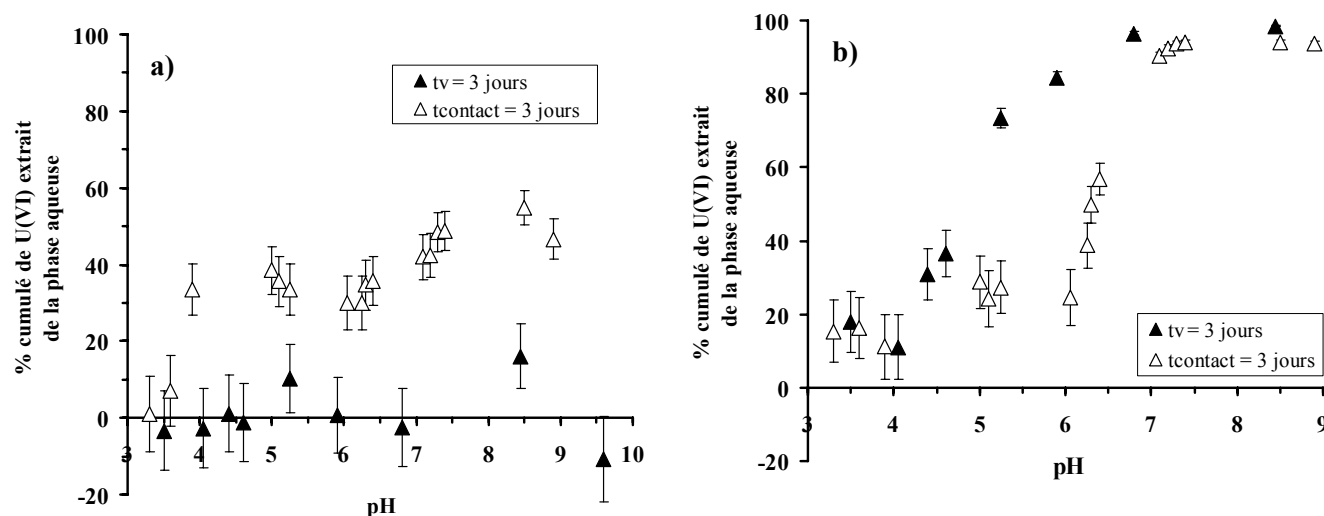 a)
% cumulé de U(VI) extrait
de la phase aqueuse
100
80
60
40
20
0
-20
3 4 5 6 7 8 9 10
pH
▲ tv= 3 jours
△ tcontact = 3 jours
b)
% cumulé de U(VI) extrait
de la phase aqueuse
100
80
60
40
20
0
-20
3 4 5 6 7 8 9
pH
▲ tv = 3 jours
△ tcontact = 3 jours